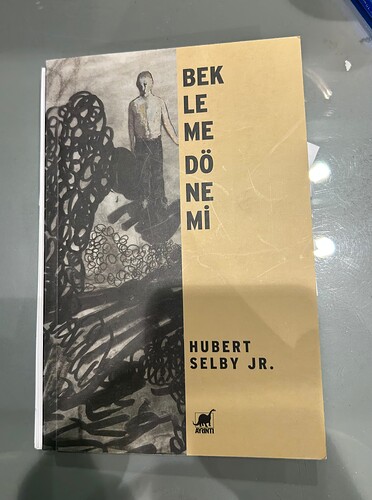 BEK
LE
ME
DÖ
NE
Mİ
HUBERT
SELBY JR.
AYRINTI